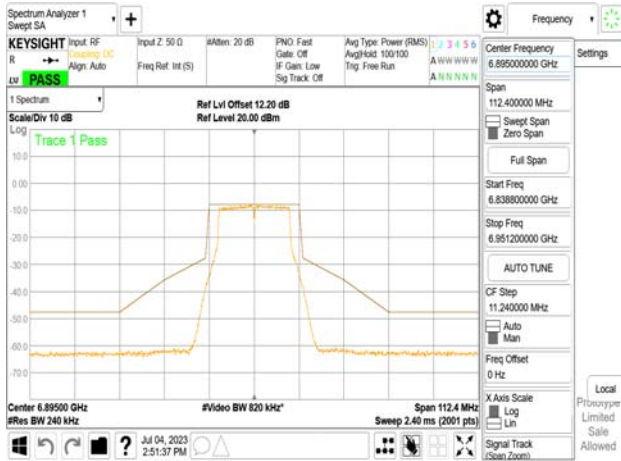 Spectrum Analyzer 1
Swept SA
+
Frequency
KEYSIGHT
R
LVI PASS
Input: RF
Coupling: DC
Align: Auto
Input Z: 50 Ω
Freq Ref: Int (S)
#Atten: 20 dB
PNO: Fast
Gate: Off
IF Gain: Low
Sig Track: Off
Avg Type: Power (RMS)
Avg|Hold: 100/100
Trig: Free Run
1 2 3 4 5 6
A W W W W W
A N N N N N
1 Spectrum
Scale/Div 10 dB
Ref Lvl Offset 12.20 dB
Ref Level 20.00 dBm
Log
Trace 1 Pass
10.0
0.00
-10.0
-20.0
-30.0
-40.0
-50.0
-60.0
-70.0
Center 6.89500 GHz
#Res BW 240 kHz
#Video BW 820 kHz*
Span 112.4 MHz
Sweep 2.40 ms (2001 pts)
Jul 04, 2023
2:51:37 PM
Center Frequency
6.895000000 GHz
Settings
Span
112.400000 MHz
Swept Span
Zero Span
Full Span
Start Freq
6.838800000 GHz
Stop Freq
6.951200000 GHz
AUTO TUNE
CF Step
11.240000 MHz
Auto
Man
Freq Offset
0 Hz
X Axis Scale
Log
Lin
Signal Track
(Span Zoom)
Local
Prototype
Limited
Sale
Allowed